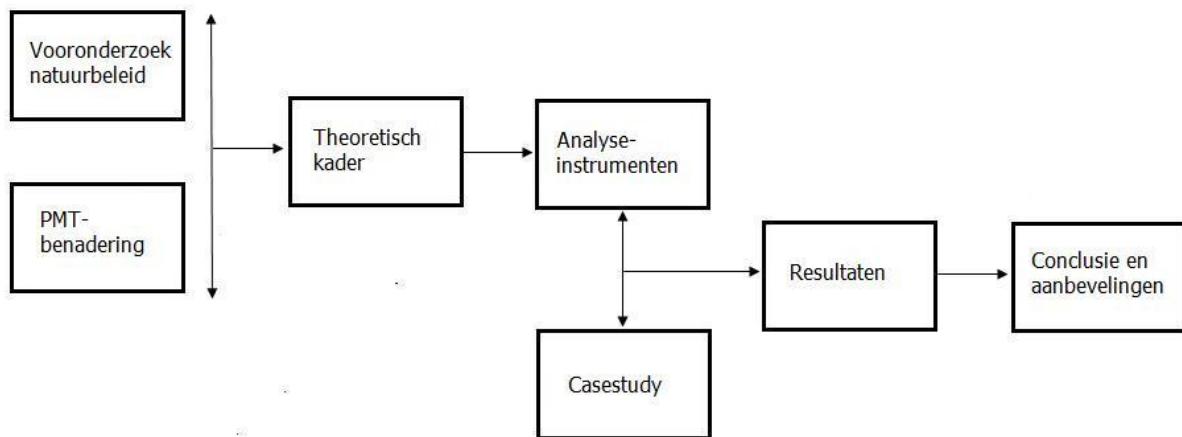 Vooronderzoek
natuurbeleid
PMT-
benadering
Theoretisch
kader
Analyse-
instrumenten
Casestudy
Resultaten
Conclusie en
aanbevelingen